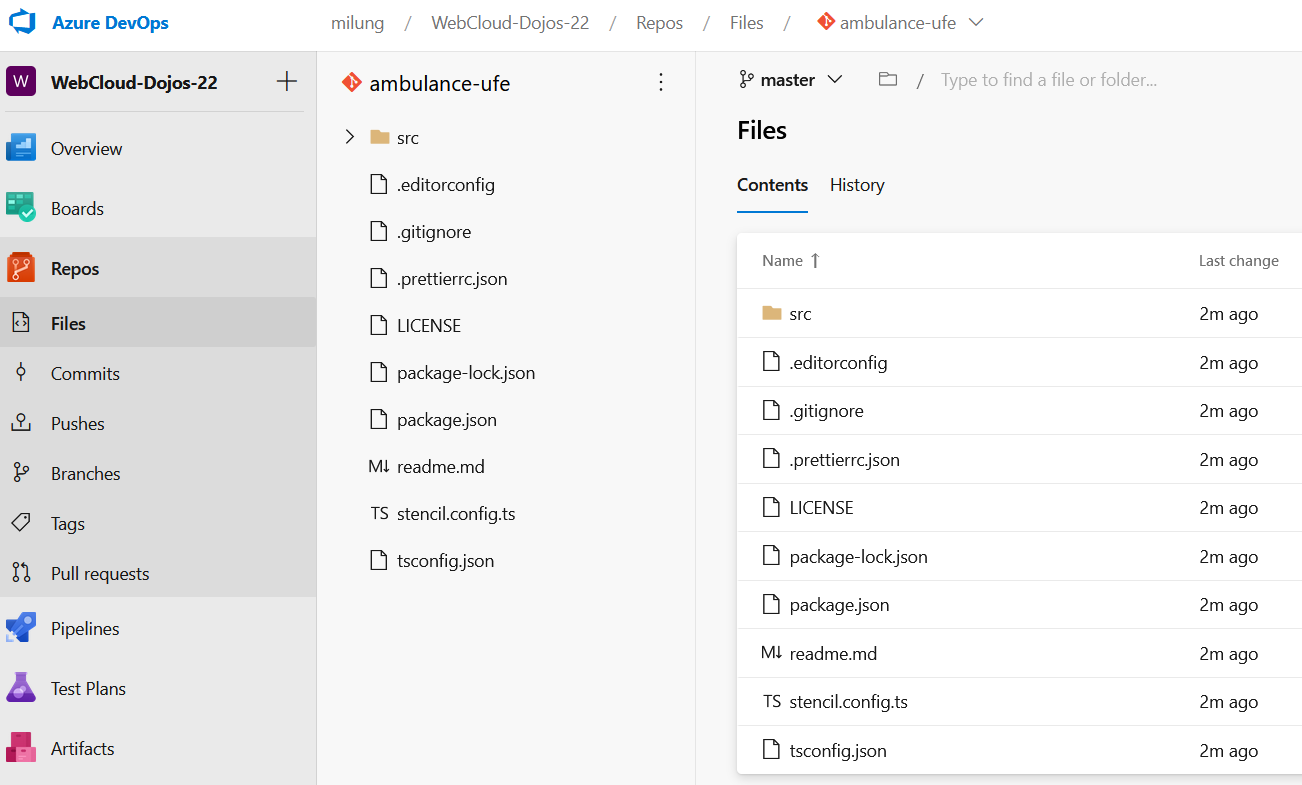 Azure DevOps
milung / WebCloud-Dojos-22 / Repos / Files / ambulance-ufe
W WebCloud-Dojos-22
Overview
Boards
Repos
Files
Commits
Pushes
Branches
Tags
Pull requests
Pipelines
Test Plans
Artifacts
ambulance-ufe
src
.editorconfig
.gitignore
.prettierrc.json
LICENSE
package-lock.json
package.json
M↓ readme.md
TS stencil.config.ts
tsconfig.json
master / Type to find a file or folder...
Files
Contents History
Name ↑ Last change
src 2m ago
.editorconfig 2m ago
.gitignore 2m ago
.prettierrc.json 2m ago
LICENSE 2m ago
package-lock.json 2m ago
package.json 2m ago
M↓ readme.md 2m ago
TS stencil.config.ts 2m ago
tsconfig.json 2m ago